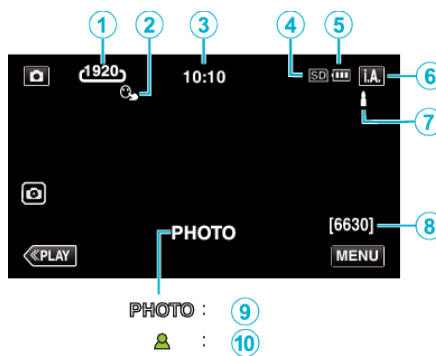 1 2 3 4 5
1920 10:10 SD i.A. 6
7
PHOTO [6630] 8
≪PLAY MENU
PHOTO : 9
: 10